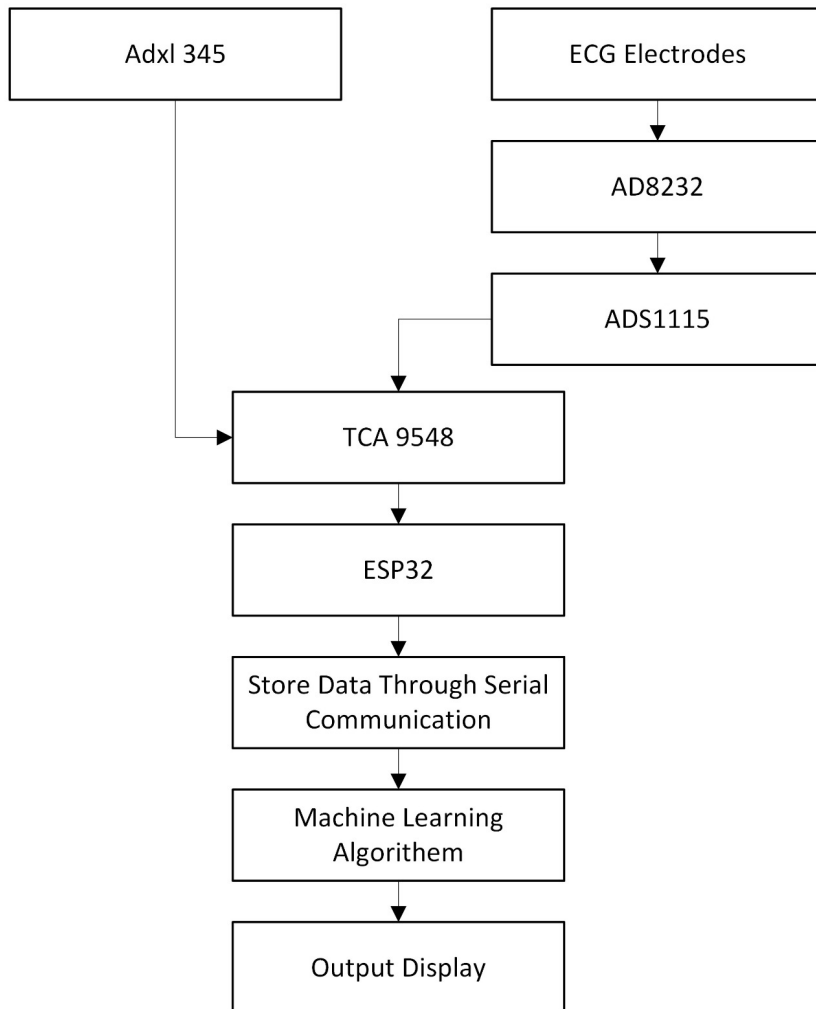 Adxl 345
ECG Electrodes
AD8232
ADS1115
TCA 9548
ESP32
Store Data Through Serial
Communication
Machine Learning
Algorithem
Output Display